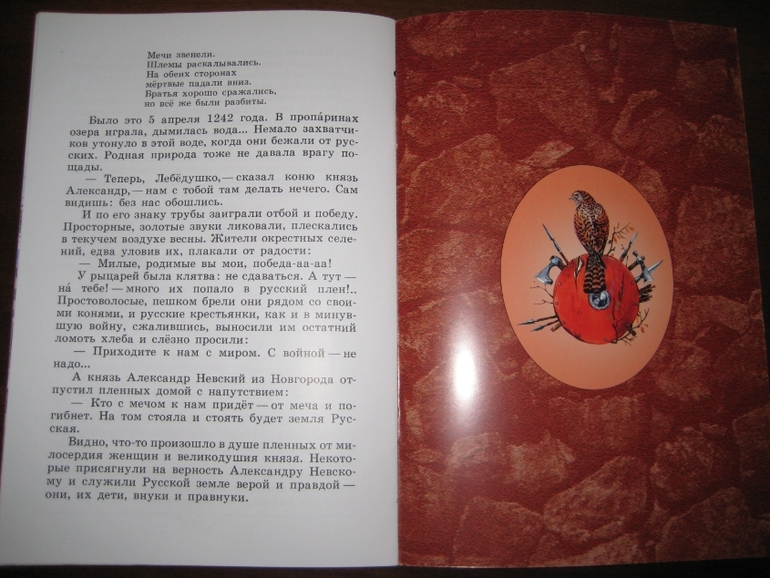 Мечи звенели.
Шлемы раскалывались.
На обеих сторонах
мёртвые падали вниз.
Братья хорошо сражались,
но всё же были разбиты.
Было это 5 апреля 1242 года. В пропа́ринах
озера играла, дымилась вода... Немало захватчи-
ков утонуло в этой воде, когда они бежали от рус-
ских. Родная природа тоже не давала врагу по-
щады.
— Теперь, Лебёдушко, — сказал коню князь
Александр, — нам с тобой там делать нечего. Сам
видишь: без нас обошлись.
И по его знаку трубы заиграли отбой и победу.
Просторные, золотые звуки ликовали, плескались
в текучем воздухе весны. Жители окрестных селе-
ний, едва уловив их, плакали от радости:
— Милые, родимые вы мои, победа-аа-аа!
У рыцарей была клятва: не сдаваться. А тут —
на́ тебе! — много их попало в русский плен!..
Простоволосые, пешком брели они рядом со свои-
ми конями, и русские крестьянки, как и в минув-
шую войну, сжалившись, выносили им остатний
ломоть хлеба и слёзно просили:
— Приходите к нам с миром. С войной — не
надо...
А князь Александр Невский из Новгорода от-
пустил пленных домой с напутствием:
— Кто с мечом к нам придёт — от меча и по-
гибнет. На том стояла и стоять будет земля Рус-
ская.
Видно, что-то произошло в душе пленных от ми-
лосердия женщин и великодушия князя. Некото-
рые присягнули на верность Александру Невско-
му и служили Русской земле верой и правдой —
они, их дети, внуки и правнуки.